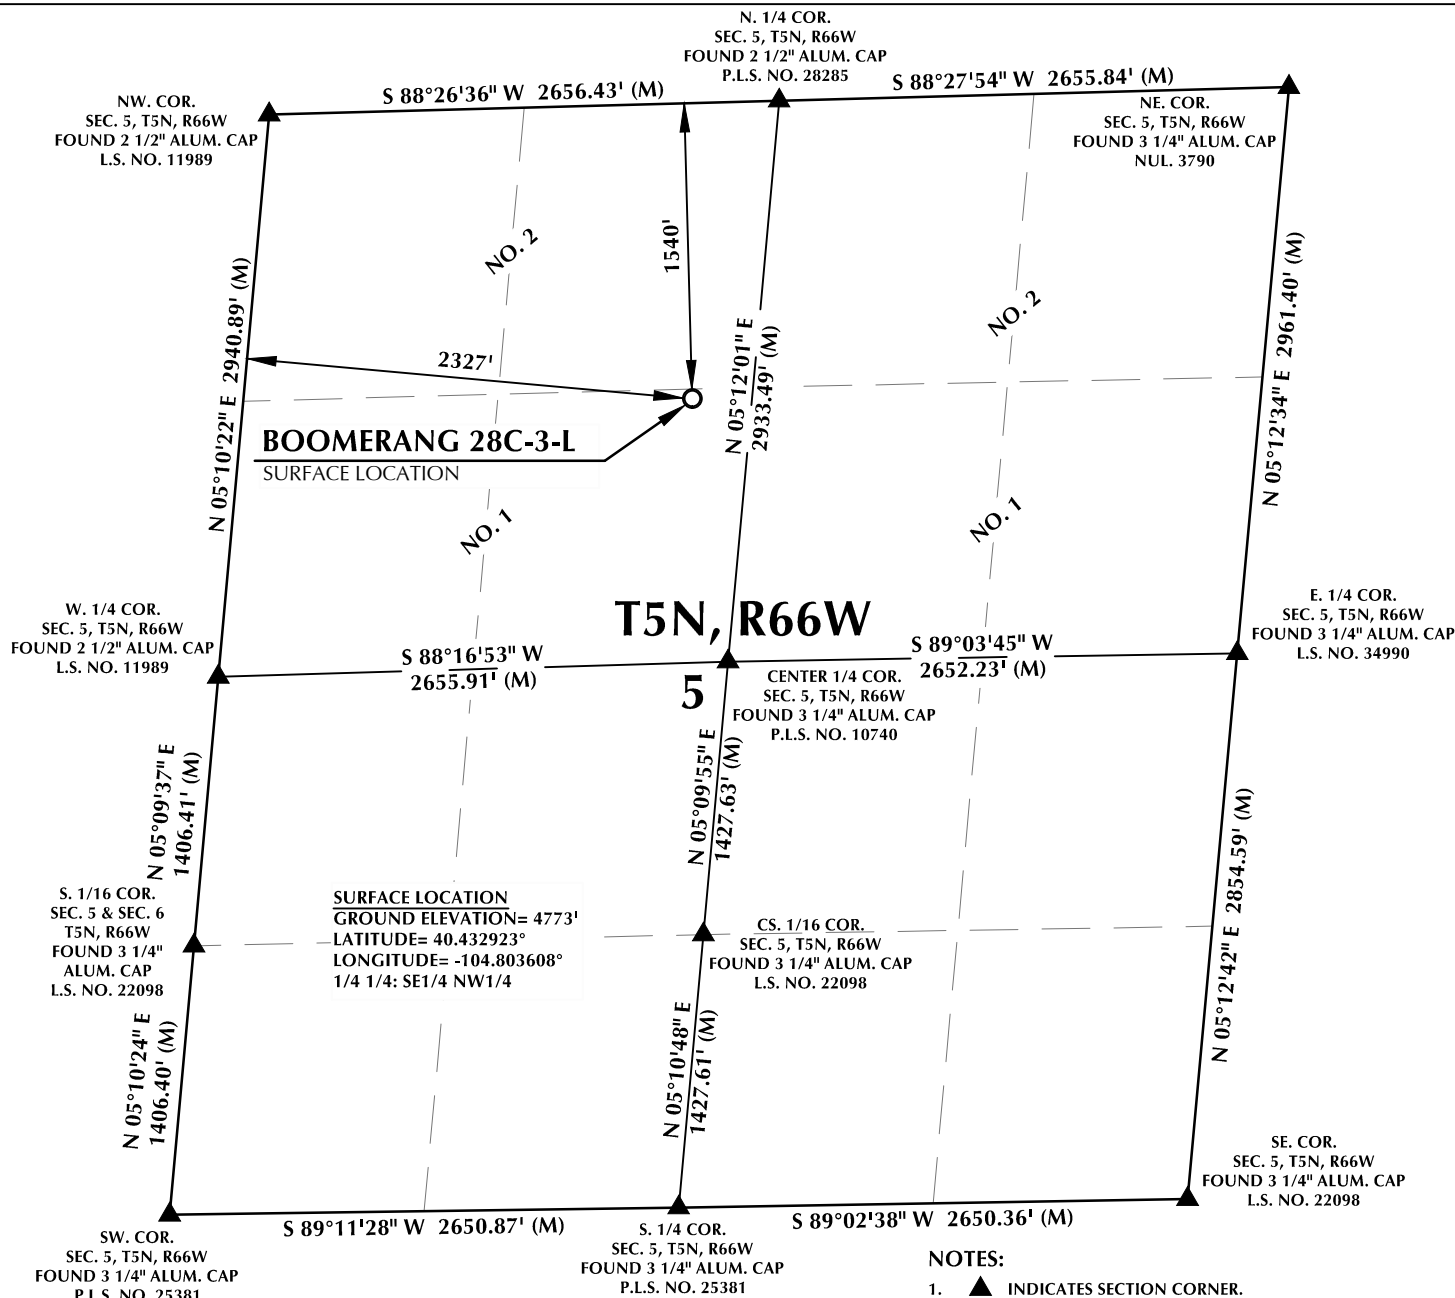 N. 1/4 COR.
SEC. 5, T5N, R66W
FOUND 2 1/2" ALUM. CAP
P.L.S. NO. 28285
S 88°26'36" W 2656.43' (M)
S 88°27'54" W 2655.84' (M)
NW. COR.
SEC. 5, T5N, R66W
FOUND 2 1/2" ALUM. CAP
L.S. NO. 11989
NE. COR.
SEC. 5, T5N, R66W
FOUND 3 1/4" ALUM. CAP
NUL. 3790
NO. 2
1540'
NO. 2
N 05°10'22" E 2940.89' (M)
2327'
N 05°12'01" E
2933.49' (M)
N 05°12'34" E 2961.40' (M)
BOOMERANG 28C-3-L
SURFACE LOCATION
NO. 1
NO. 1
W. 1/4 COR.
SEC. 5, T5N, R66W
FOUND 2 1/2" ALUM. CAP
L.S. NO. 11989
T5N, R66W
5
E. 1/4 COR.
SEC. 5, T5N, R66W
FOUND 3 1/4" ALUM. CAP
L.S. NO. 34990
S 88°16'53" W
2655.91' (M)
S 89°03'45" W
2652.23' (M)
CENTER 1/4 COR.
SEC. 5, T5N, R66W
FOUND 3 1/4" ALUM. CAP
P.L.S. NO. 10740
N 05°09'37" E
1406.41' (M)
N 05°09'55" E
1427.63' (M)
N 05°12'42" E 2854.59' (M)
S. 1/16 COR.
SEC. 5 & SEC. 6
T5N, R66W
FOUND 3 1/4"
ALUM. CAP
L.S. NO. 22098
SURFACE LOCATION
GROUND ELEVATION= 4773'
LATITUDE= 40.432923°
LONGITUDE= -104.803608°
1/4 1/4: SE1/4 NW1/4
CS. 1/16 COR.
SEC. 5, T5N, R66W
FOUND 3 1/4" ALUM. CAP
L.S. NO. 22098
N 05°10'24" E
1406.40' (M)
N 05°10'48" E
1427.61' (M)
SE. COR.
SEC. 5, T5N, R66W
FOUND 3 1/4" ALUM. CAP
L.S. NO. 22098
S 89°11'28" W 2650.87' (M)
S 89°02'38" W 2650.36' (M)
SW. COR.
SEC. 5, T5N, R66W
FOUND 3 1/4" ALUM. CAP
P.L.S. NO. 25381
S. 1/4 COR.
SEC. 5, T5N, R66W
FOUND 3 1/4" ALUM. CAP
P.L.S. NO. 25381
NOTES:
1. ▲ INDICATES SECTION CORNER.